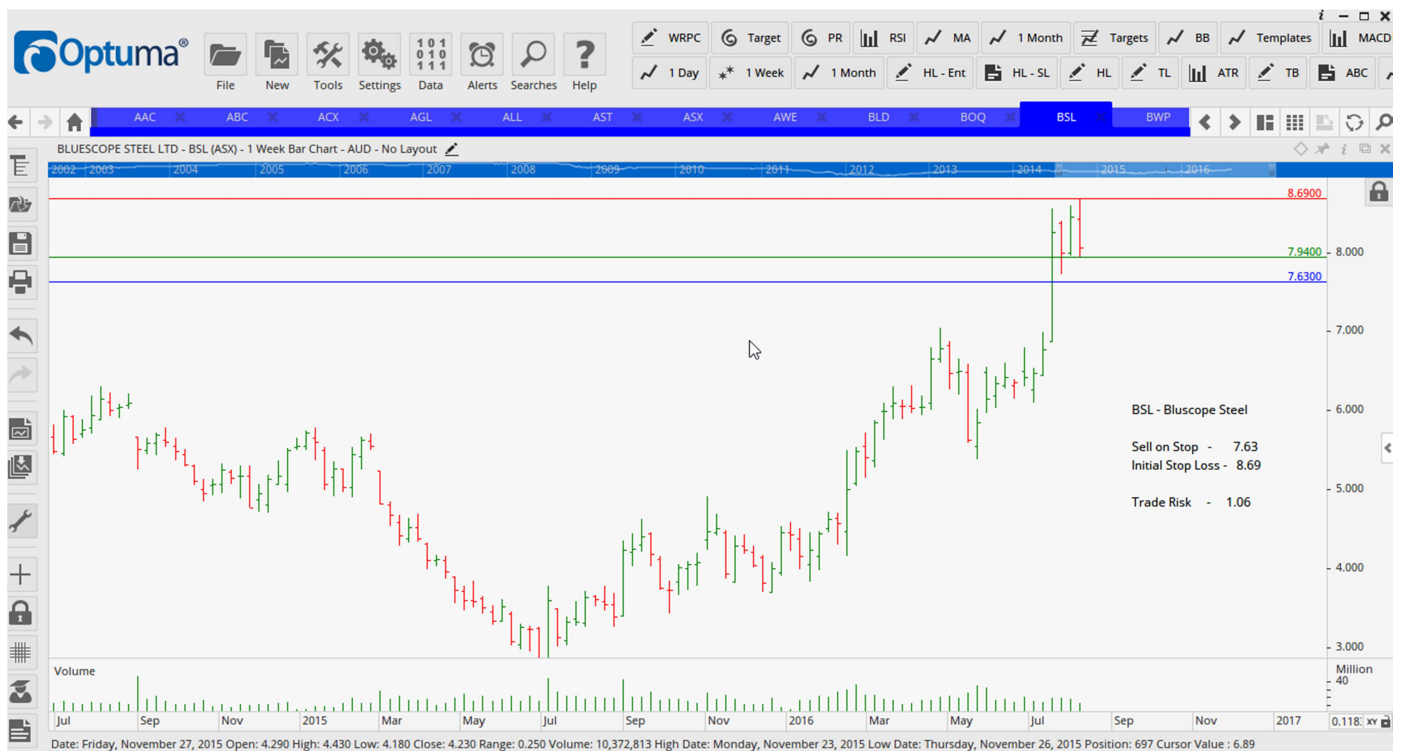 Optuma®
File New Tools Settings Data Alerts Searches Help
WRPC Target PR RSI MA 1 Month Targets BB Templates MACD
1 Day 1 Week 1 Month HL - Ent HL - SL HL TL ATR TB ABC
AAC ABC ACX AGL ALL AST ASX AWE BLD BOQ BSL BWP
BLUESCOPE STEEL LTD - BSL (ASX) - 1 Week Bar Chart - AUD - No Layout
2002 2003 2004 2005 2006 2007 2008 2009 2010 2011 2012 2013 2014 2015 2016
8.6900
7.9400
8.000
7.6300
7.000
6.000
BSL - Bluscope Steel
Sell on Stop - 7.63
Initial Stop Loss - 8.69
5.000
Trade Risk - 1.06
4.000
3.000
Volume
Million
40
Jul Sep Nov 2015 Mar May Jul Sep Nov 2016 Mar May Jul Sep Nov 2017 XY
Date: Friday, November 27, 2015 Open: 4.290 High: 4.430 Low: 4.180 Close: 4.230 Range: 0.250 Volume: 10,372,813 High Date: Monday, November 23, 2015 Low Date: Thursday, November 26, 2015 Position: 697 Cursor Value : 6.89